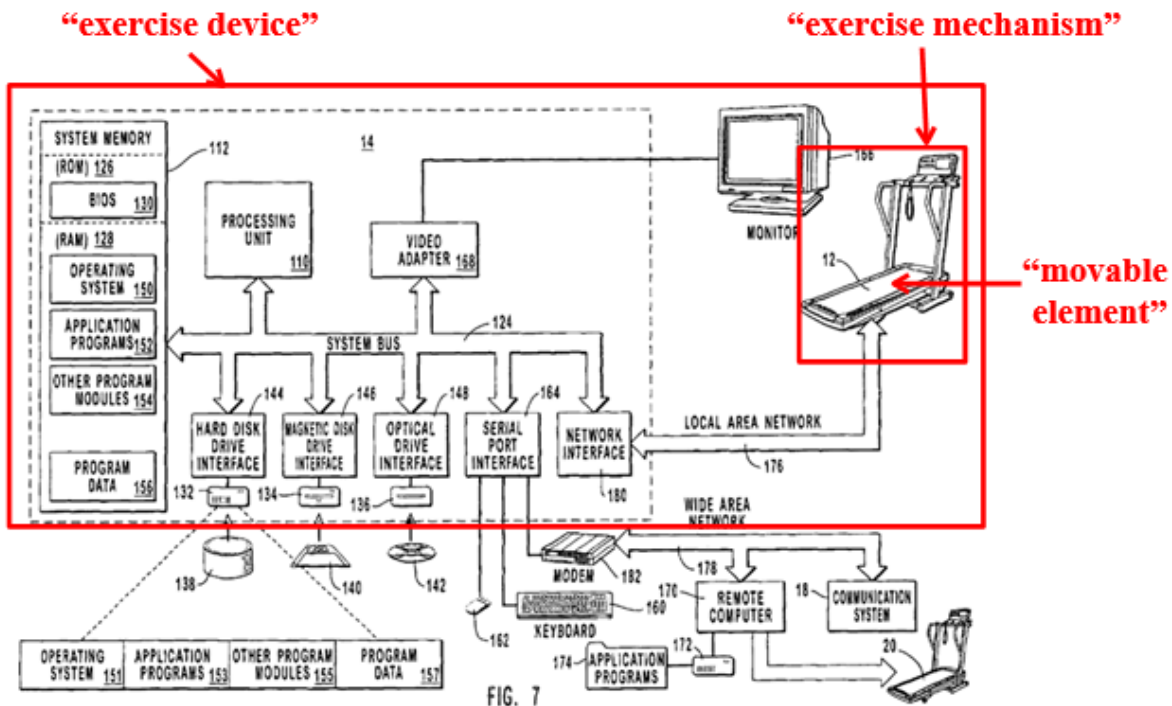 “exercise device”
“exercise mechanism”
SYSTEM MEMORY
112
14
(ROM) 126
BIOS 130
166
PROCESSING
UNIT
110
VIDEO
ADAPTER
168
MONITOR
12
“movable
element”
(RAM) 128
OPERATING
SYSTEM 150
APPLICATION
PROGRAMS 152
124
SYSTEM BUS
OTHER PROGRAM
MODULES 154
144
146
148
164
HARD DISK
DRIVE
INTERFACE
MAGNETIC DISK
DRIVE
INTERFACE
OPTICAL
DRIVE
INTERFACE
SERIAL
PORT
INTERFACE
NETWORK
INTERFACE
LOCAL AREA NETWORK
176
PROGRAM
DATA 156
132
134
136
180
WIDE AREA
NETWORK
138
140
142
MODEM
182
178
170
REMOTE
COMPUTER
18
COMMUNICATION
SYSTEM
162
160
KEYBOARD
172
174
APPLICATION
PROGRAMS
20
OPERATING
SYSTEM 151
APPLICATION
PROGRAMS 153
OTHER PROGRAM
MODULES 155
PROGRAM
DATA 157
FIG. 7